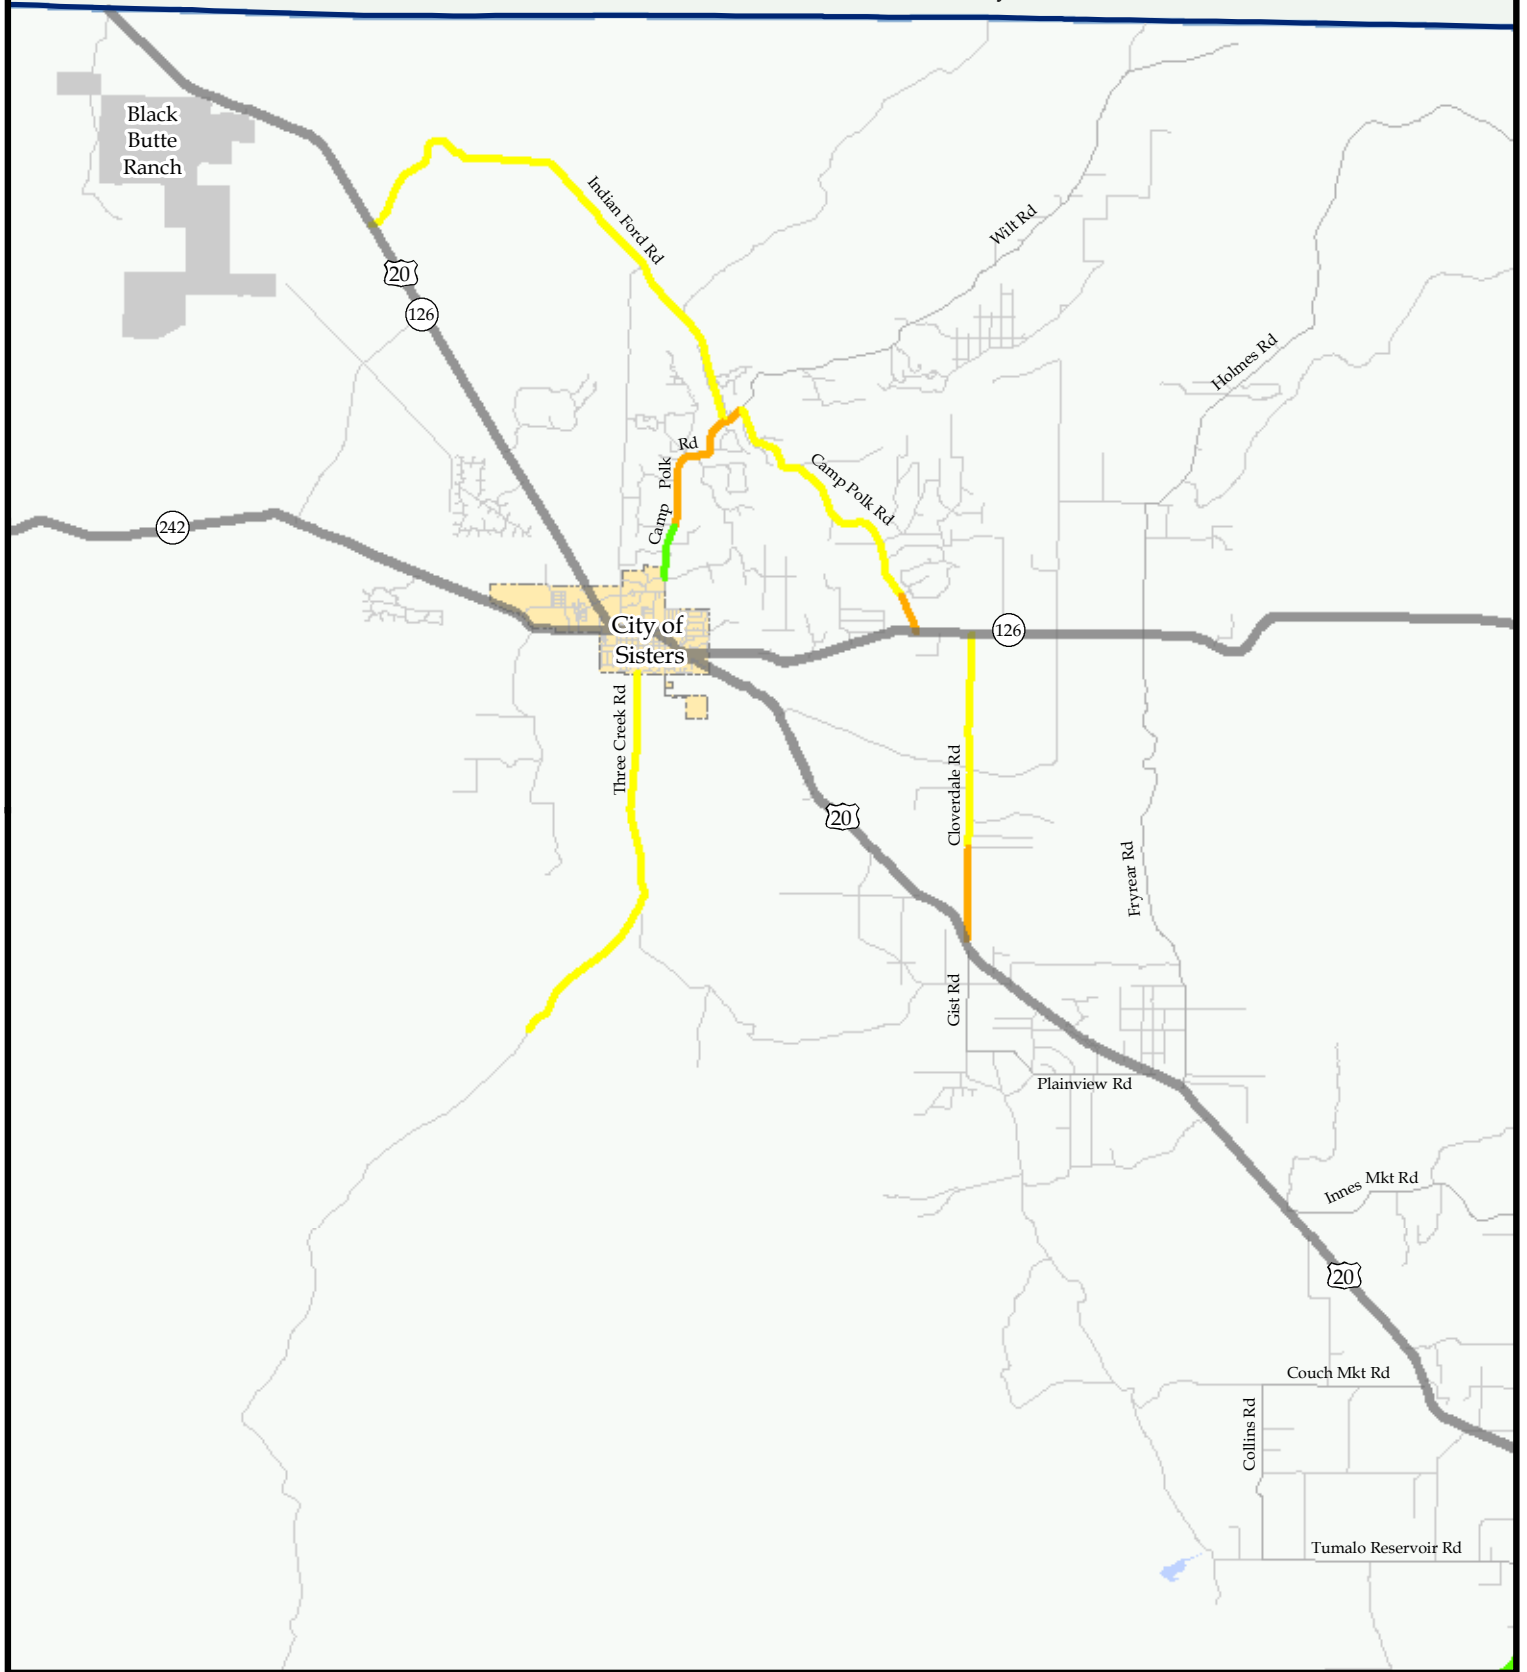 Black
Butte
Ranch
Indian Ford Rd
Wilt Rd
20
126
Holmes Rd
Camp Polk Rd
Camp Polk Rd
242
126
City of
Sisters
Three Creek Rd
Cloverdale Rd
20
Fryrear Rd
Gist Rd
Plainview Rd
Innes Mkt Rd
20
Couch Mkt Rd
Collins Rd
Tumalo Reservoir Rd